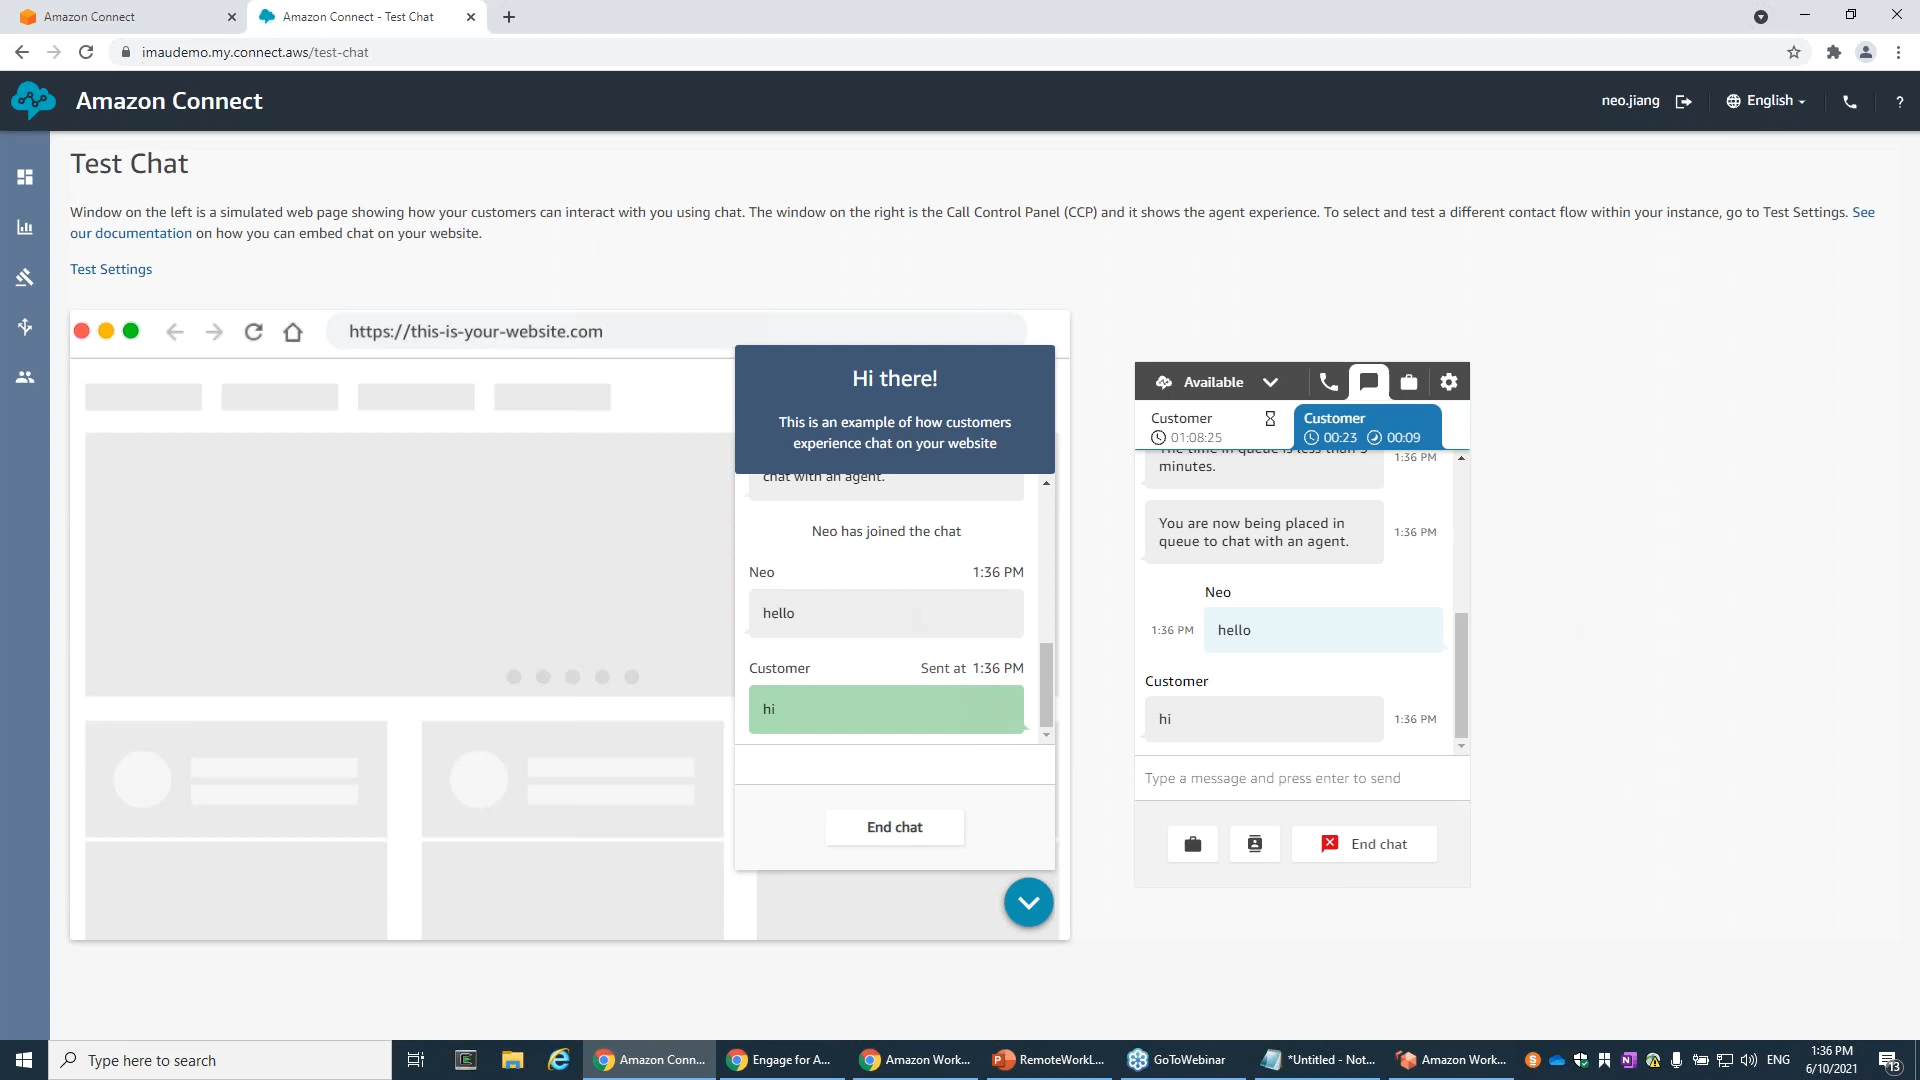 Amazon Connect
Amazon Connect - Test Chat
imaudemo.my.connect.aws/test-chat
Amazon Connect
neo.jiang
English
?
Test Chat
Window on the left is a simulated web page showing how your customers can interact with you using chat. The window on the right is the Call Control Panel (CCP) and it shows the agent experience. To select and test a different contact flow within your instance, go to Test Settings. See
our documentation on how you can embed chat on your website.
Test Settings
https://this-is-your-website.com
Hi there!
This is an example of how customers
experience chat on your website
chat with an agent.
Neo has joined the chat
Neo 1:36 PM
hello
Customer Sent at 1:36 PM
hi
End chat
Available
Customer
01:08:25
Customer
00:23 00:09
The time in queue is less than 5
minutes.
1:36 PM
You are now being placed in
queue to chat with an agent.
1:36 PM
Neo
1:36 PM hello
Customer
hi 1:36 PM
Type a message and press enter to send
End chat
Type here to search
Amazon Conn...
Engage for A...
Amazon Work...
RemoteWorkL...
GoToWebinar
*Untitled - Not...
Amazon Work...
ENG
1:36 PM
6/10/2021
13